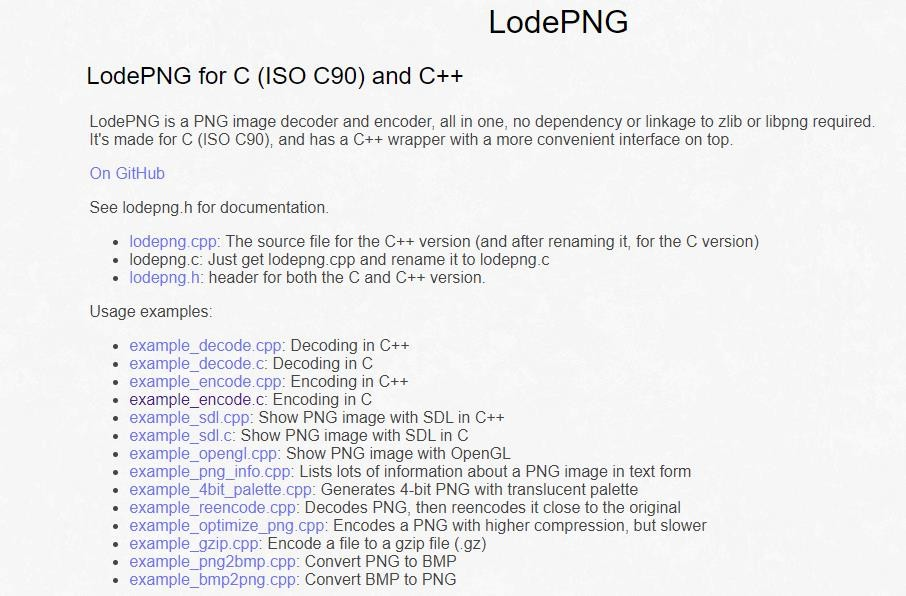 LodePNG
LodePNG for C (ISO C90) and C++
LodePNG is a PNG image decoder and encoder, all in one, no dependency or linkage to zlib or libpng required.
It's made for C (ISO C90), and has a C++ wrapper with a more convenient interface on top.
On GitHub
See lodepng.h for documentation.
• lodepng.cpp: The source file for the C++ version (and after renaming it, for the C version)
• lodepng.c: Just get lodepng.cpp and rename it to lodepng.c
• lodepng.h: header for both the C and C++ version.
Usage examples:
• example_decode.cpp: Decoding in C++
• example_decode.c: Decoding in C
• example_encode.cpp: Encoding in C++
• example_encode.c: Encoding in C
• example_sdl.cpp: Show PNG image with SDL in C++
• example_sdl.c: Show PNG image with SDL in C
• example_opengl.cpp: Show PNG image with OpenGL
• example_png_info.cpp: Lists lots of information about a PNG image in text form
• example_4bit_palette.cpp: Generates 4-bit PNG with translucent palette
• example_reencode.cpp: Decodes PNG, then reencodes it close to the original
• example_optimize_png.cpp: Encodes a PNG with higher compression, but slower
• example_gzip.cpp: Encode a file to a gzip file (.gz)
• example_png2bmp.cpp: Convert PNG to BMP
• example_bmp2png.cpp: Convert BMP to PNG